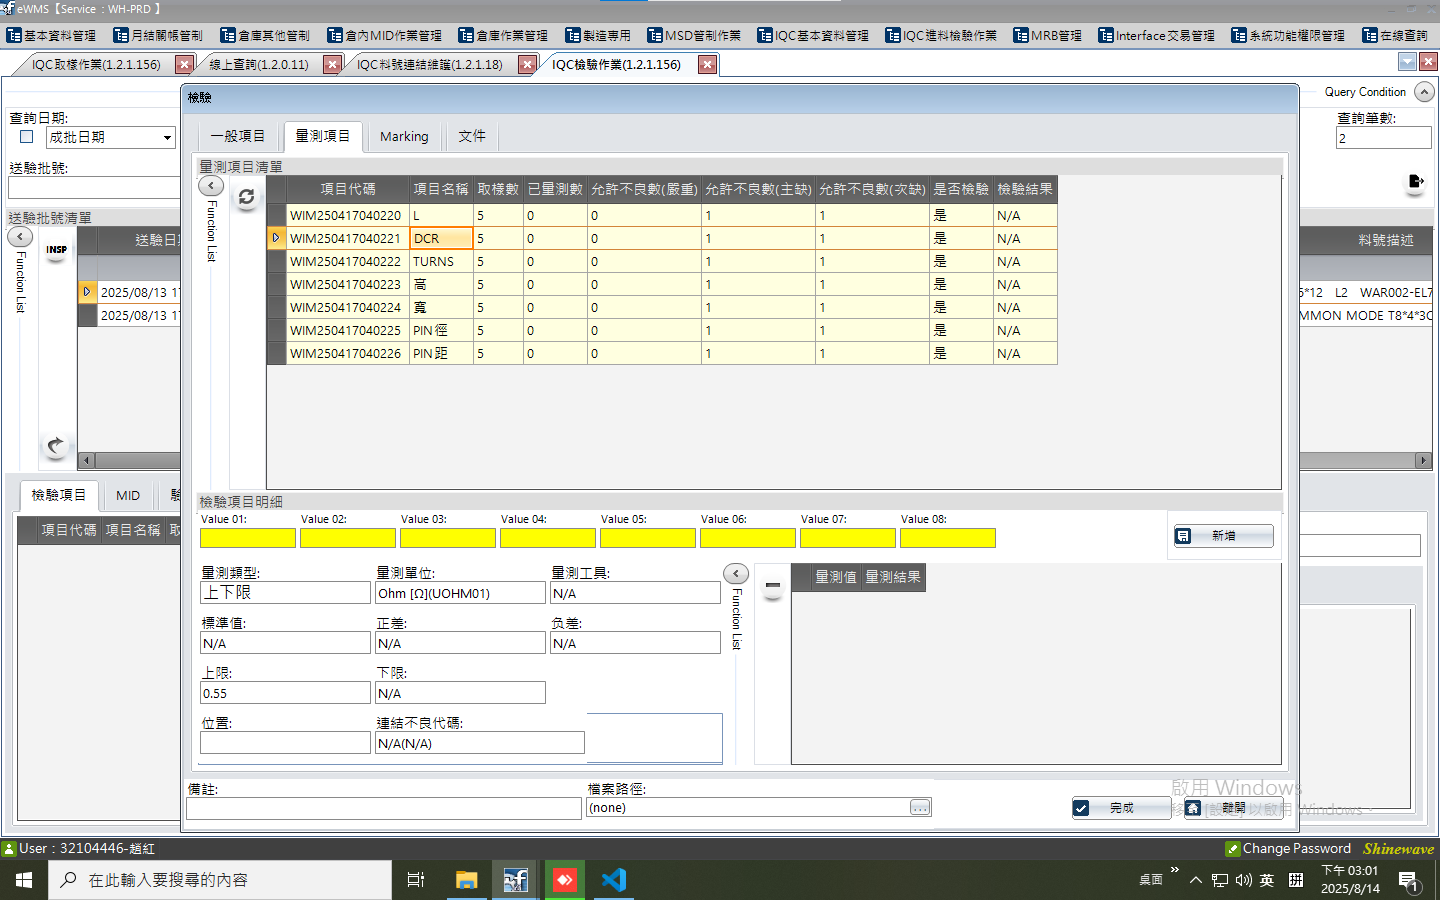 eWMS【Service : WH-PRD 】
基本資料管理 月結關帳管制 倉庫其他管制 倉內MID作業管理 倉庫作業管理 製造專用 MSD管制作業 IQC基本資料管理 IQC進料檢驗作業 MRB管理 Interface交易管理 系統功能權限管理 在線查詢
IQC取樣作業(1.2.1.156) 線上查詢(1.2.0.11) IQC料號連結維護(1.2.1.18) IQC檢驗作業(1.2.1.156)
Query Condition
查詢日期:
成批日期
查詢筆數:
2
送驗批號:
送驗批號清單
Function List
INSP
送驗日
料號描述
2025/08/13 1
5*12 L2 WAR002-EL7
2025/08/13 1
MMON MODE T8*4*3C
檢驗項目 MID
項目代碼 項目名稱 取
檢驗
一般項目 量測項目 Marking 文件
量測項目清單
Function List
項目代碼 項目名稱 取樣數 已量測數 允許不良數(嚴重) 允許不良數(主缺) 允許不良數(次缺) 是否檢驗 檢驗結果
WIM250417040220 L 5 0 0 1 1 是 N/A
WIM250417040221 DCR 5 0 0 1 1 是 N/A
WIM250417040222 TURNS 5 0 0 1 1 是 N/A
WIM250417040223 高 5 0 0 1 1 是 N/A
WIM250417040224 寬 5 0 0 1 1 是 N/A
WIM250417040225 PIN徑 5 0 0 1 1 是 N/A
WIM250417040226 PIN距 5 0 0 1 1 是 N/A
檢驗項目明細
Value 01: Value 02: Value 03: Value 04: Value 05: Value 06: Value 07: Value 08:
新增
量測類型: 量測單位: 量測工具:
上下限 Ohm [Ω](UOHM01) N/A
標準值: 正差: 负差:
N/A N/A N/A
上限: 下限:
0.55 N/A
位置: 連結不良代碼:
N/A(N/A)
Function List
量測值 量測結果
備註: 檔案路徑:
(none) ...
完成 離開
啟用 Windows
移至 [設定] 以啟用 Windows。
User : 32104446-趙紅
Change Password Shinewave
在此輸入要搜尋的內容
桌面 英 拼
下午 03:01
2025/8/14
1